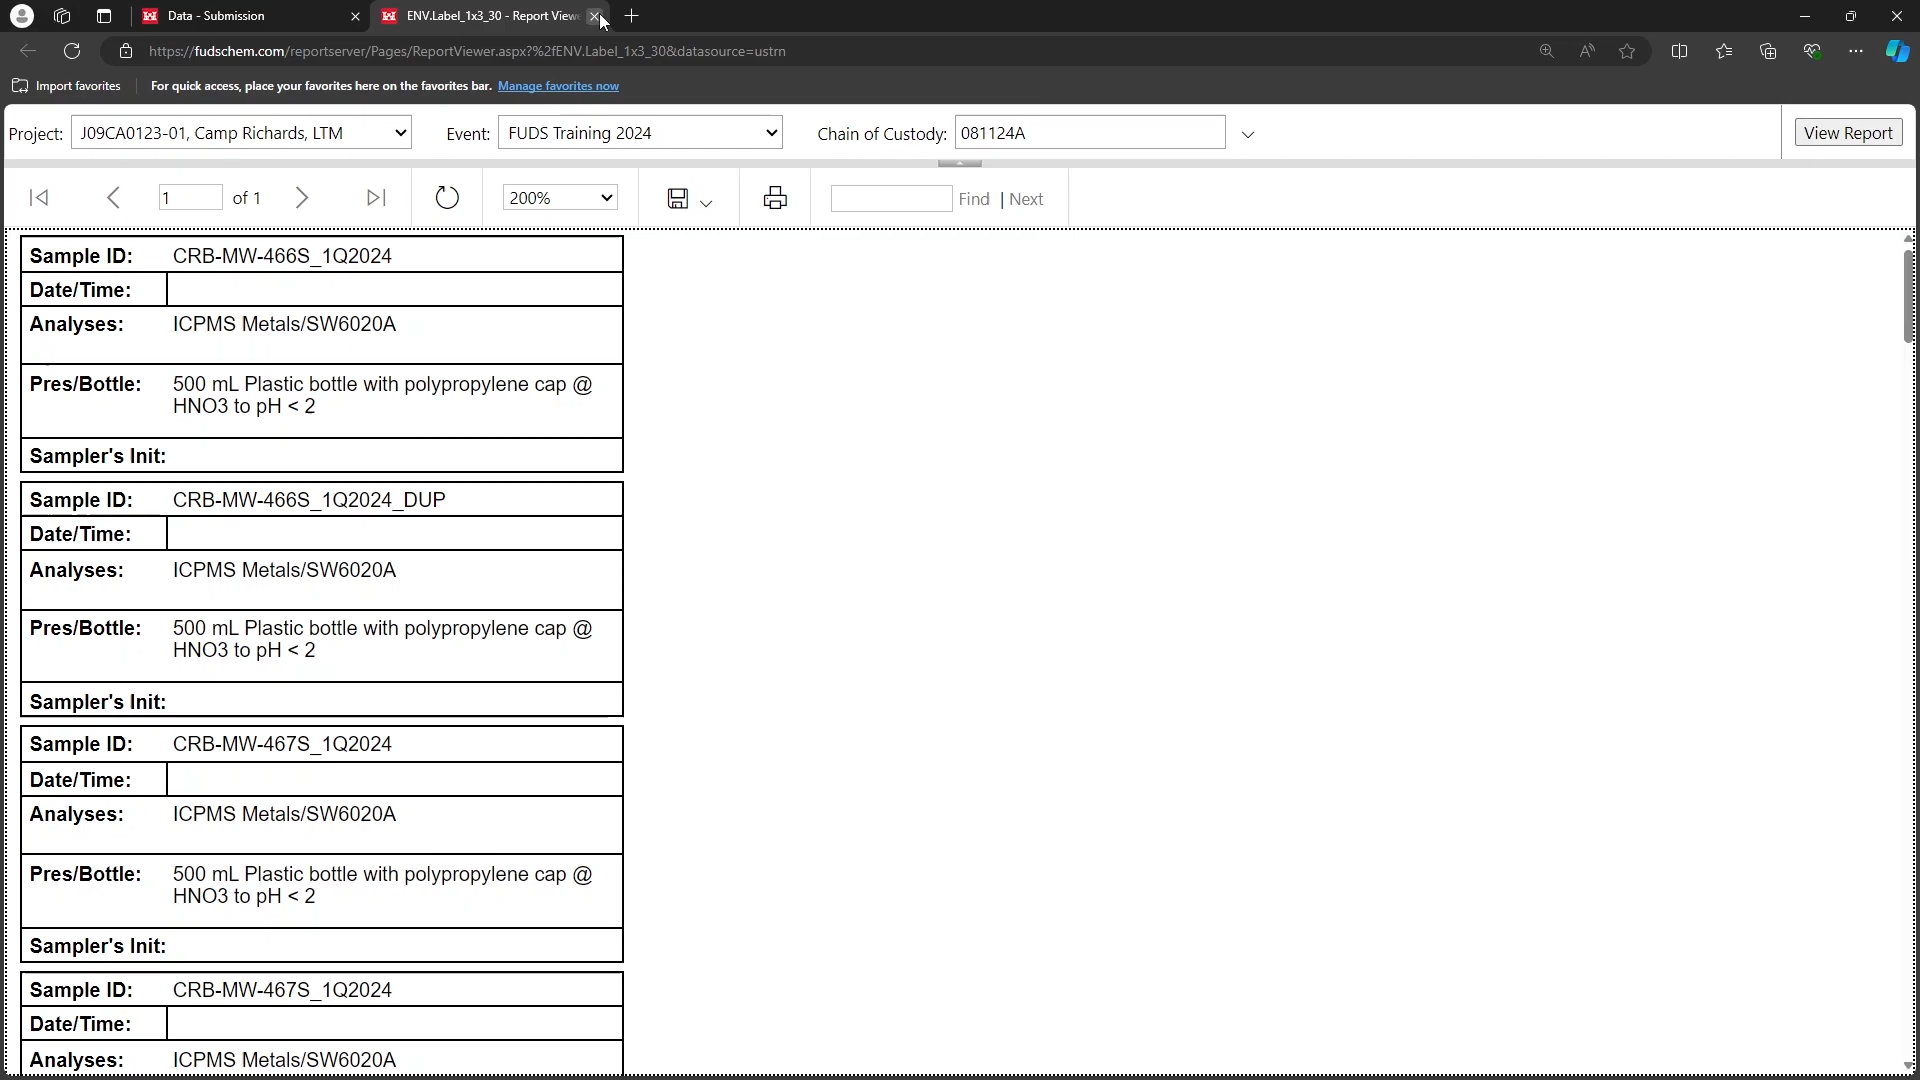 Data - Submission
ENV.Label_1x3_30 - Report View
https://fudschem.com/reportserver/Pages/ReportViewer.aspx?%2fENV.Label_1x3_30&datasource=ustrn
Import favorites
For quick access, place your favorites here on the favorites bar. Manage favorites now
Project: J09CA0123-01, Camp Richards, LTM Event: FUDS Training 2024 Chain of Custody: 081124A View Report
1 of 1 200% Find | Next
Sample ID: CRB-MW-466S_1Q2024
Date/Time:
Analyses: ICPMS Metals/SW6020A
Pres/Bottle: 500 mL Plastic bottle with polypropylene cap @
HNO3 to pH < 2
Sampler's Init:
Sample ID: CRB-MW-466S_1Q2024_DUP
Date/Time:
Analyses: ICPMS Metals/SW6020A
Pres/Bottle: 500 mL Plastic bottle with polypropylene cap @
HNO3 to pH < 2
Sampler's Init:
Sample ID: CRB-MW-467S_1Q2024
Date/Time:
Analyses: ICPMS Metals/SW6020A
Pres/Bottle: 500 mL Plastic bottle with polypropylene cap @
HNO3 to pH < 2
Sampler's Init:
Sample ID: CRB-MW-467S_1Q2024
Date/Time:
Analyses: ICPMS Metals/SW6020A